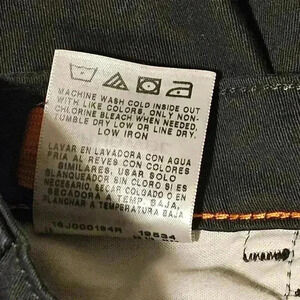 MACHINE WASH COLD INSIDE OUT
WITH LIKE COLORS, ONLY NON-
CHLORINE BLEACH WHEN NEEDED,
TUMBLE DRY LOW OR LINE DRY.
LOW IRON
LAVAR EN LAVADORA CON AGUA
FRIA AL REVES CON COLORES
SIMILARES, USAR SOLO
BLANQUEADOR SIN CLORO SI ES
NECESARIO, SECAR COLGADO O EN
SECADORA A TEMP. BAJA,
PLANCHAR A TEMPERATURA BAJA
19534